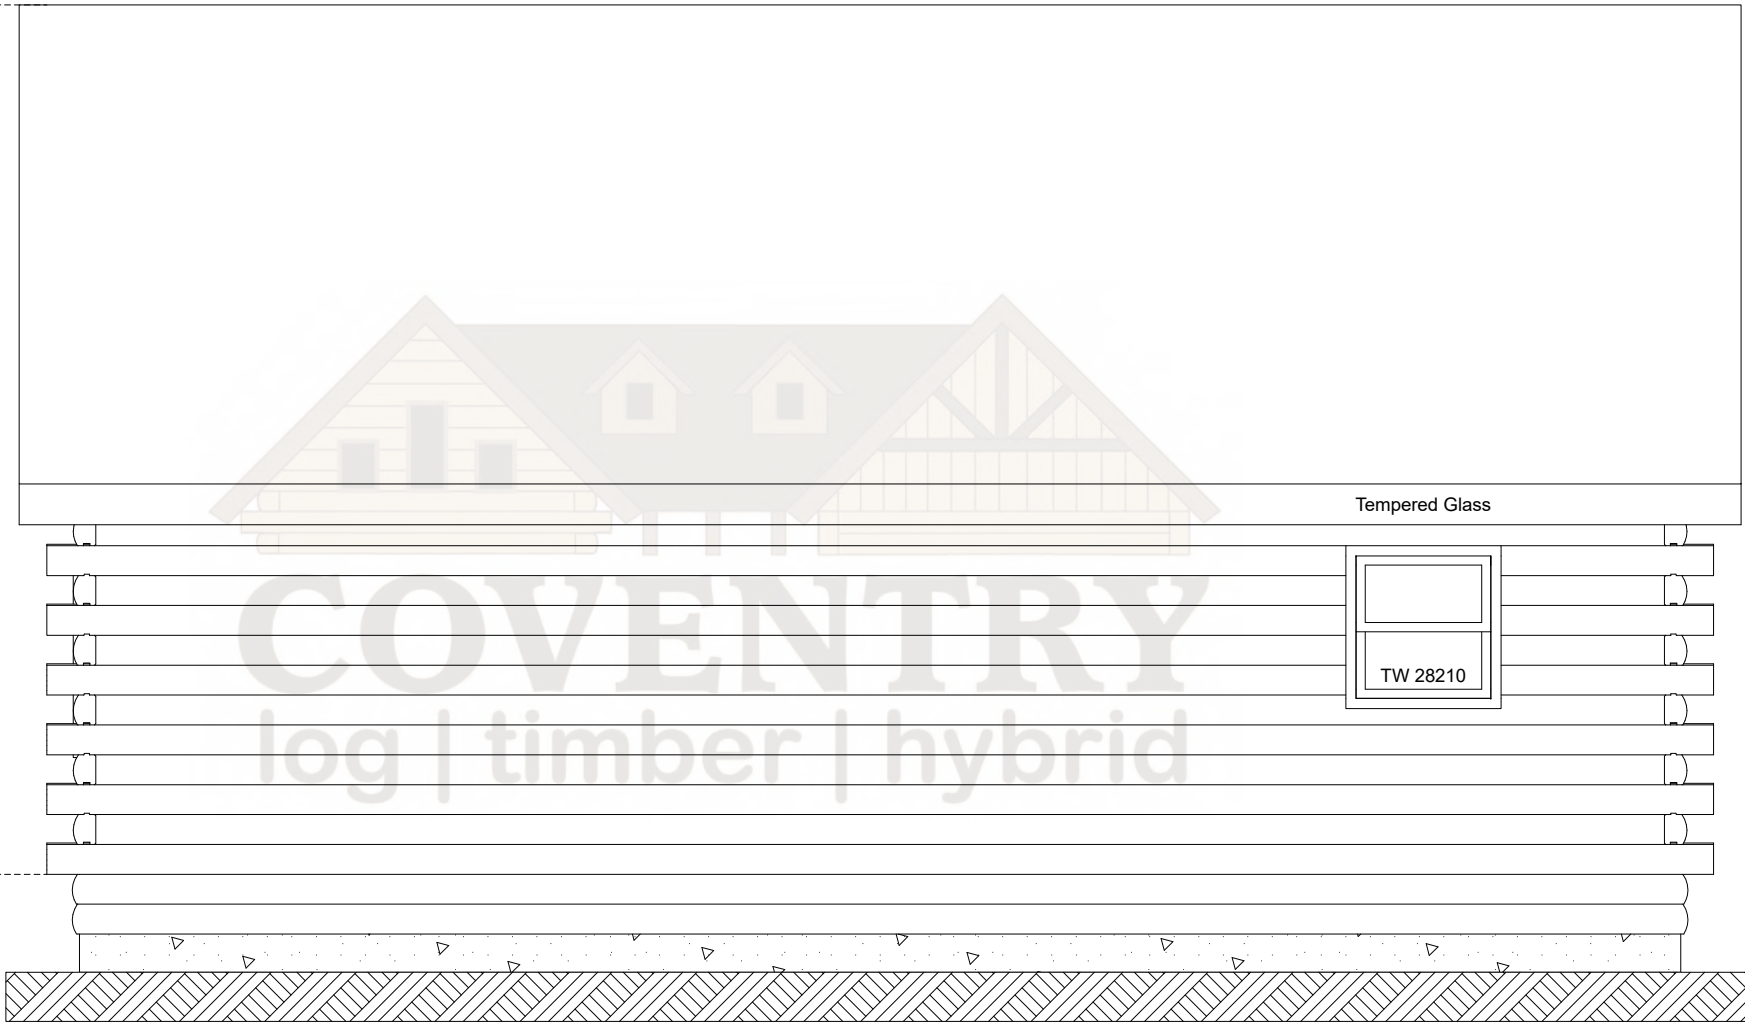 Tempered Glass
COVENTRY
TW 28210
log | timber | hybrid